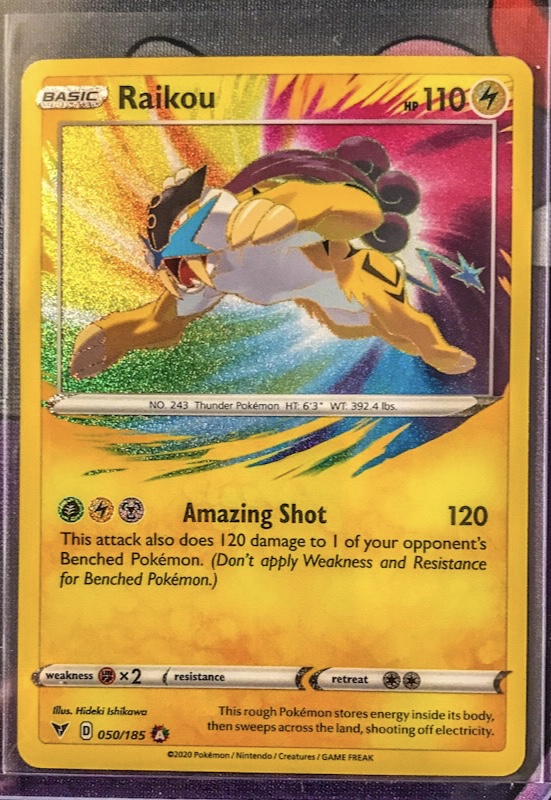 BASIC Raikou HP 110
NO. 243 Thunder Pokémon HT: 6'3" WT: 392.4 lbs.
Amazing Shot 120
This attack also does 120 damage to 1 of your opponent's
Benched Pokémon. (Don't apply Weakness and Resistance
for Benched Pokémon.)
weakness ×2 resistance retreat
Illus. Hideki Ishikawa
D 050/185 A
This rough Pokémon stores energy inside its body,
then sweeps across the land, shooting off electricity.
©2020 Pokémon / Nintendo / Creatures / GAME FREAK